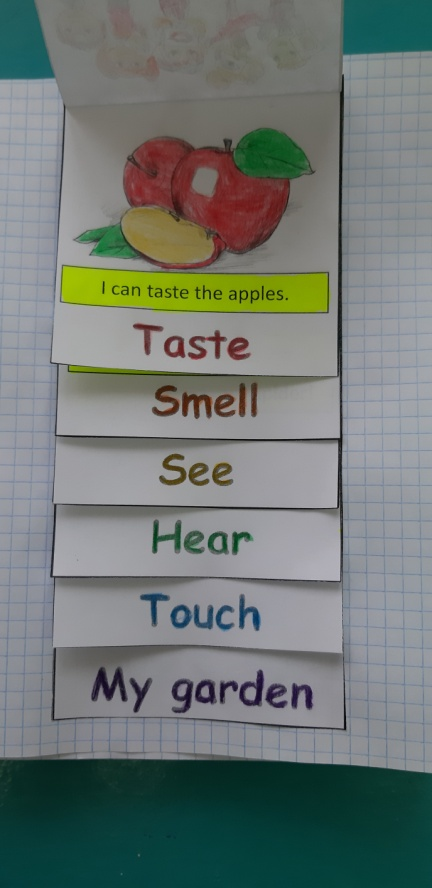 I can taste the apples.
Taste
Smell
See
Hear
Touch
My garden